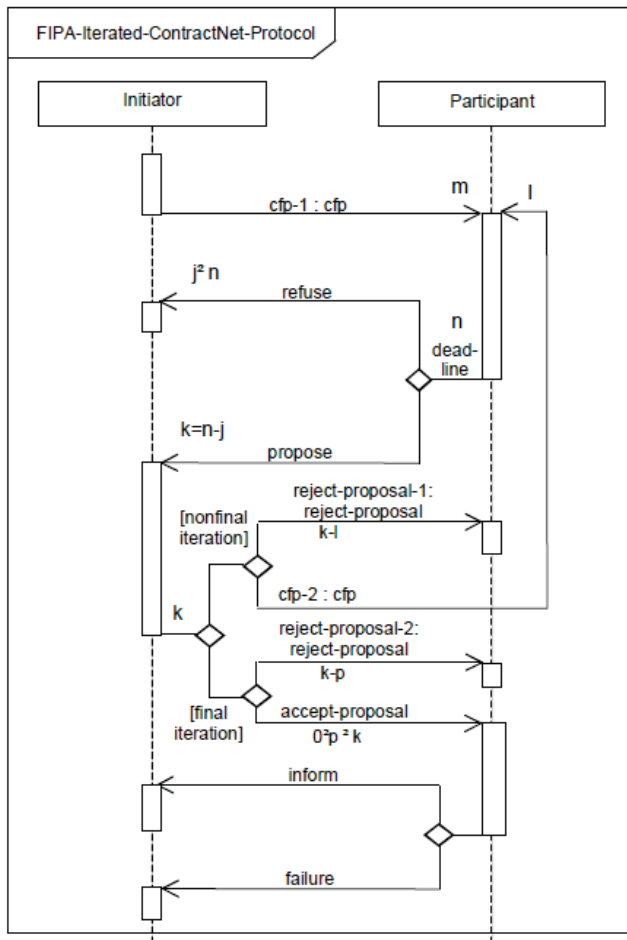 FIPA-Iterated-ContractNet-Protocol
Initiator
Participant
m
l
cfp-1 : cfp
j² n
refuse
n
dead-
line
k=n-j
propose
reject-proposal-1:
reject-proposal
k-l
[nonfinal
iteration]
cfp-2 : cfp
k
reject-proposal-2:
reject-proposal
k-p
[final
iteration]
accept-proposal
0²p ² k
inform
failure